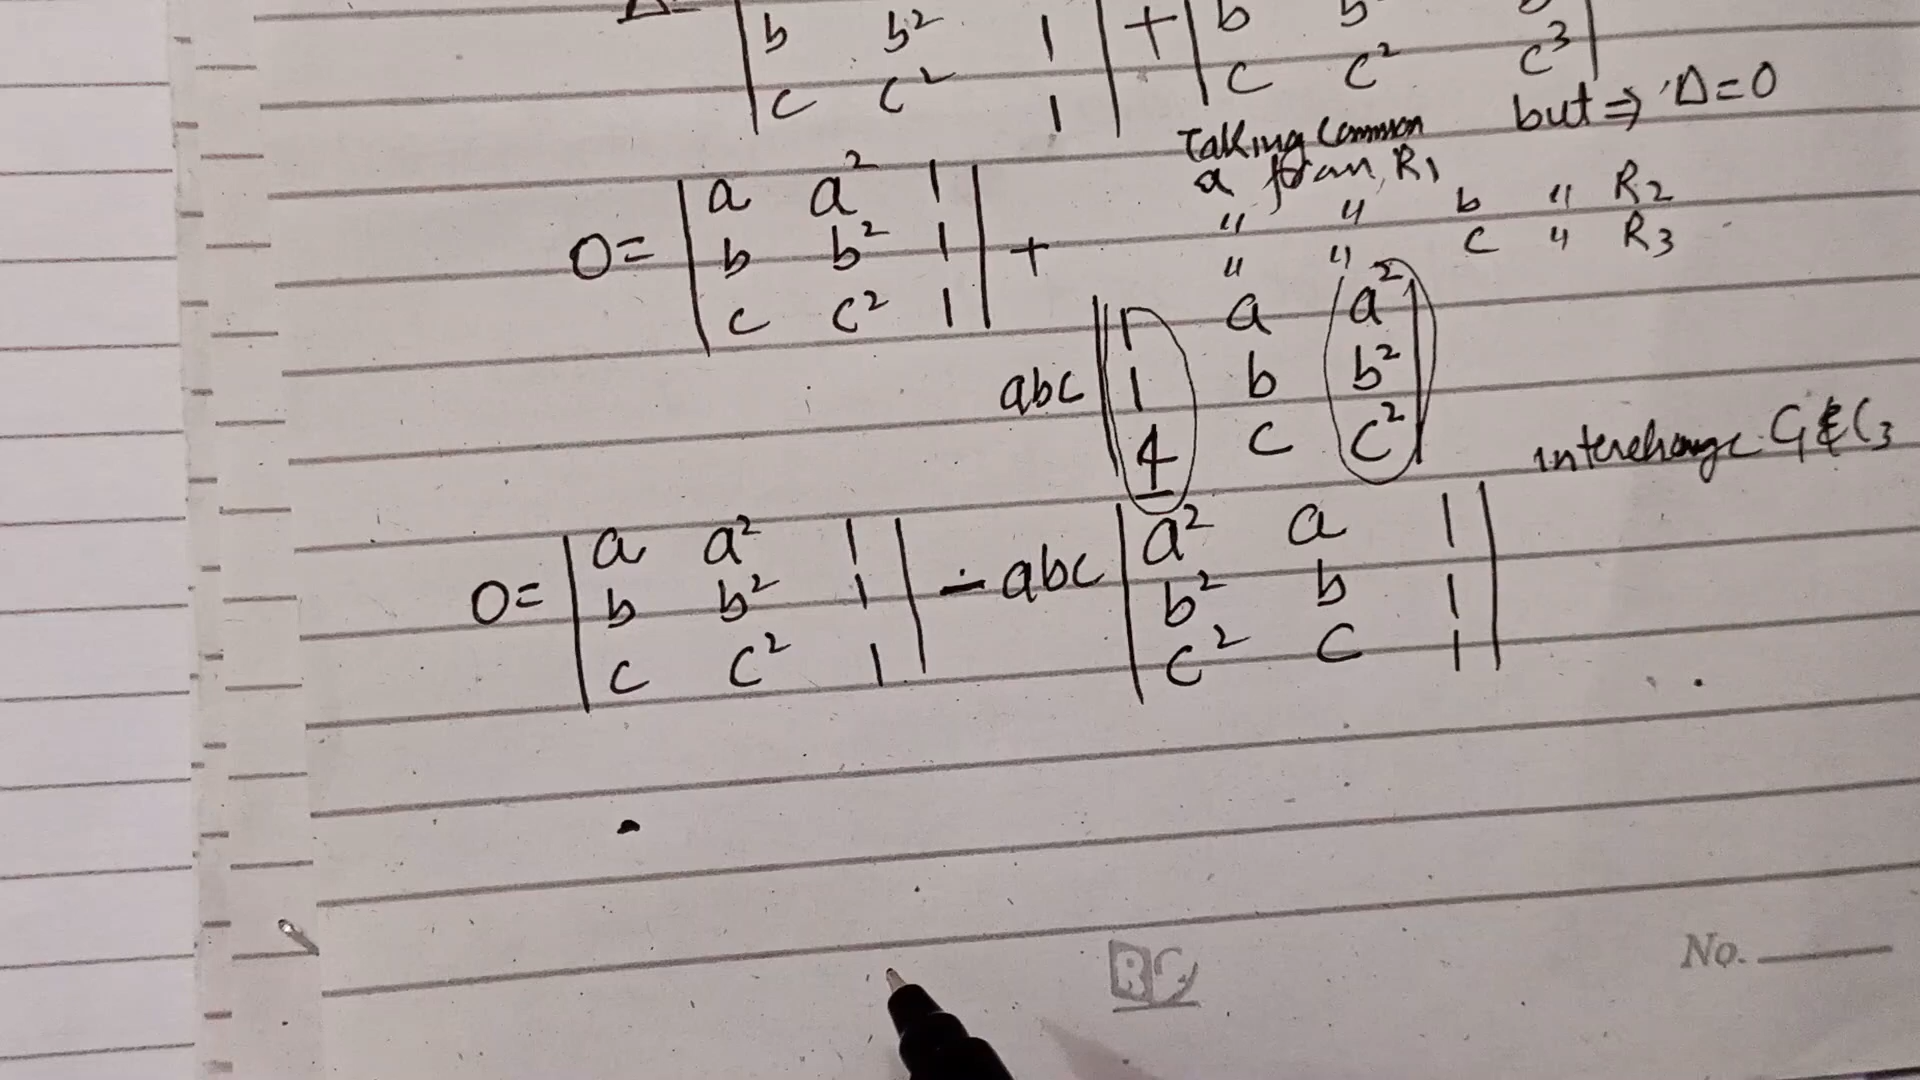 Δ= | b b² 1 | + | b b²
| c c² 1 | | c c² c³ |
Taking Common but ⇒ Δ=0
a from R1
" " b " R2
" " c " R3
0= | a a² 1 | +
| b b² 1 |
| c c² 1 |
abc | 1 a a² |
| 1 b b² |
| 1 c c² |
interchange C1 & C3
0= | a a² 1 | - abc | a² a 1 |
| b b² 1 | | b² b 1 |
| c c² 1 | | c² c 1 |
No.